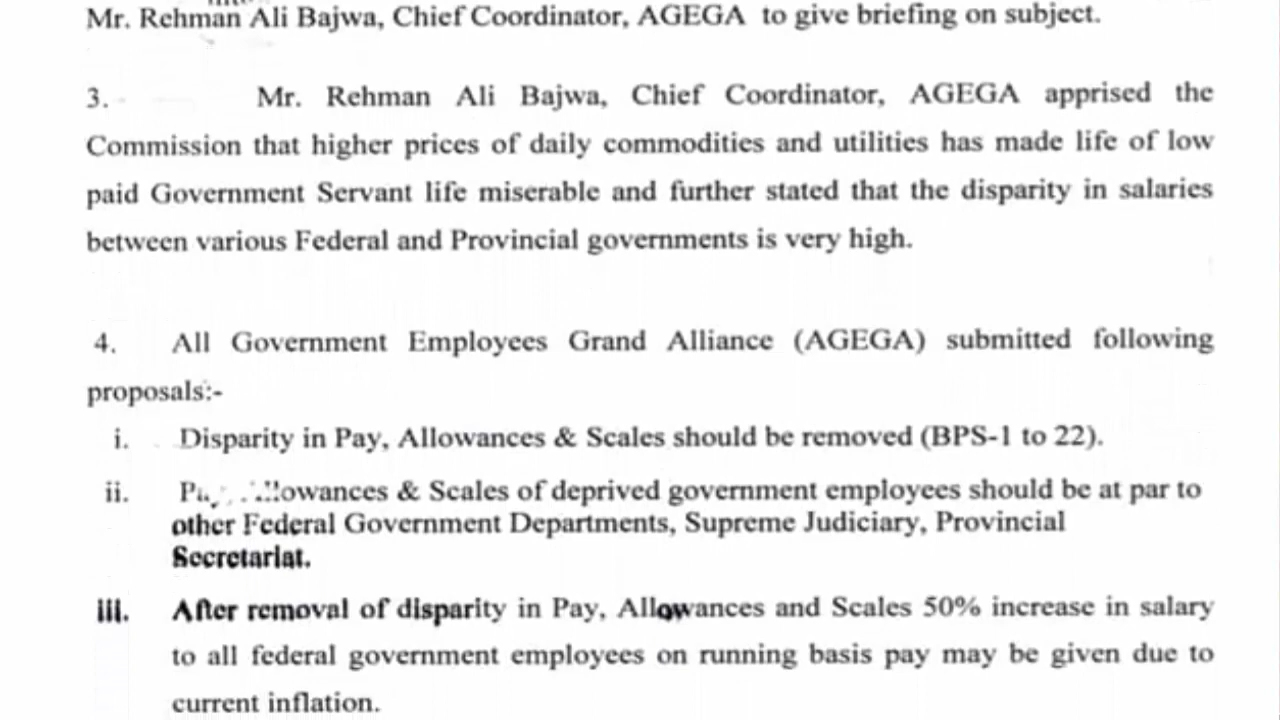 Mr. Rehman Ali Bajwa, Chief Coordinator, AGEGA to give briefing on subject.
3. Mr. Rehman Ali Bajwa, Chief Coordinator, AGEGA apprised the
Commission that higher prices of daily commodities and utilities has made life of low
paid Government Servant life miserable and further stated that the disparity in salaries
between various Federal and Provincial governments is very high.
4. All Government Employees Grand Alliance (AGEGA) submitted following
proposals:-
i. Disparity in Pay, Allowances & Scales should be removed (BPS-1 to 22).
ii. & Scales of deprived government employees should be at par to
other Federal Government Departments, Supreme Judiciary, Provincial
Secretariat.
iii. After removal of disparity in Pay, Allowances and Scales 50% increase in salary
to all federal government employees on running basis pay may be given due to
current inflation.